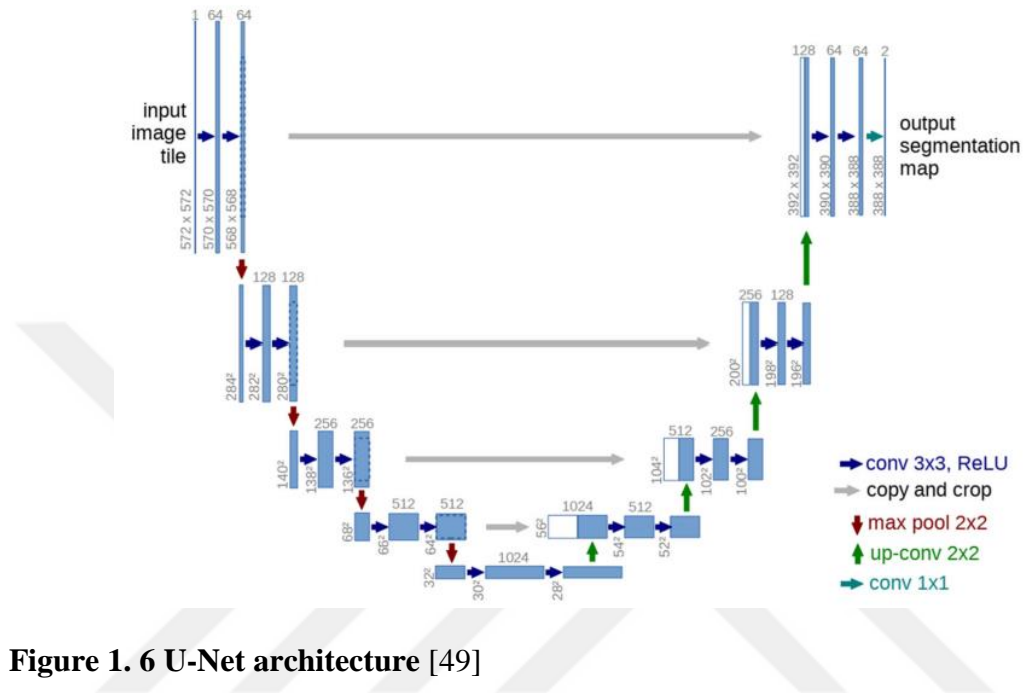 1 64 64
128 64 64 2
input
image
tile
output
segmentation
map
572 x 572
570 x 570
568 x 568
392 x 392
390 x 390
388 x 388
388 x 388
128 128
256 128
284²
282²
280²
200²
198²
196²
256 256
512 256
140²
138²
136²
104²
102²
100²
512 512
1024 512
68²
66²
64²
56²
54²
52²
1024
32²
30²
28²
conv 3x3, ReLU
copy and crop
max pool 2x2
up-conv 2x2
conv 1x1
Figure 1. 6 U-Net architecture [49]